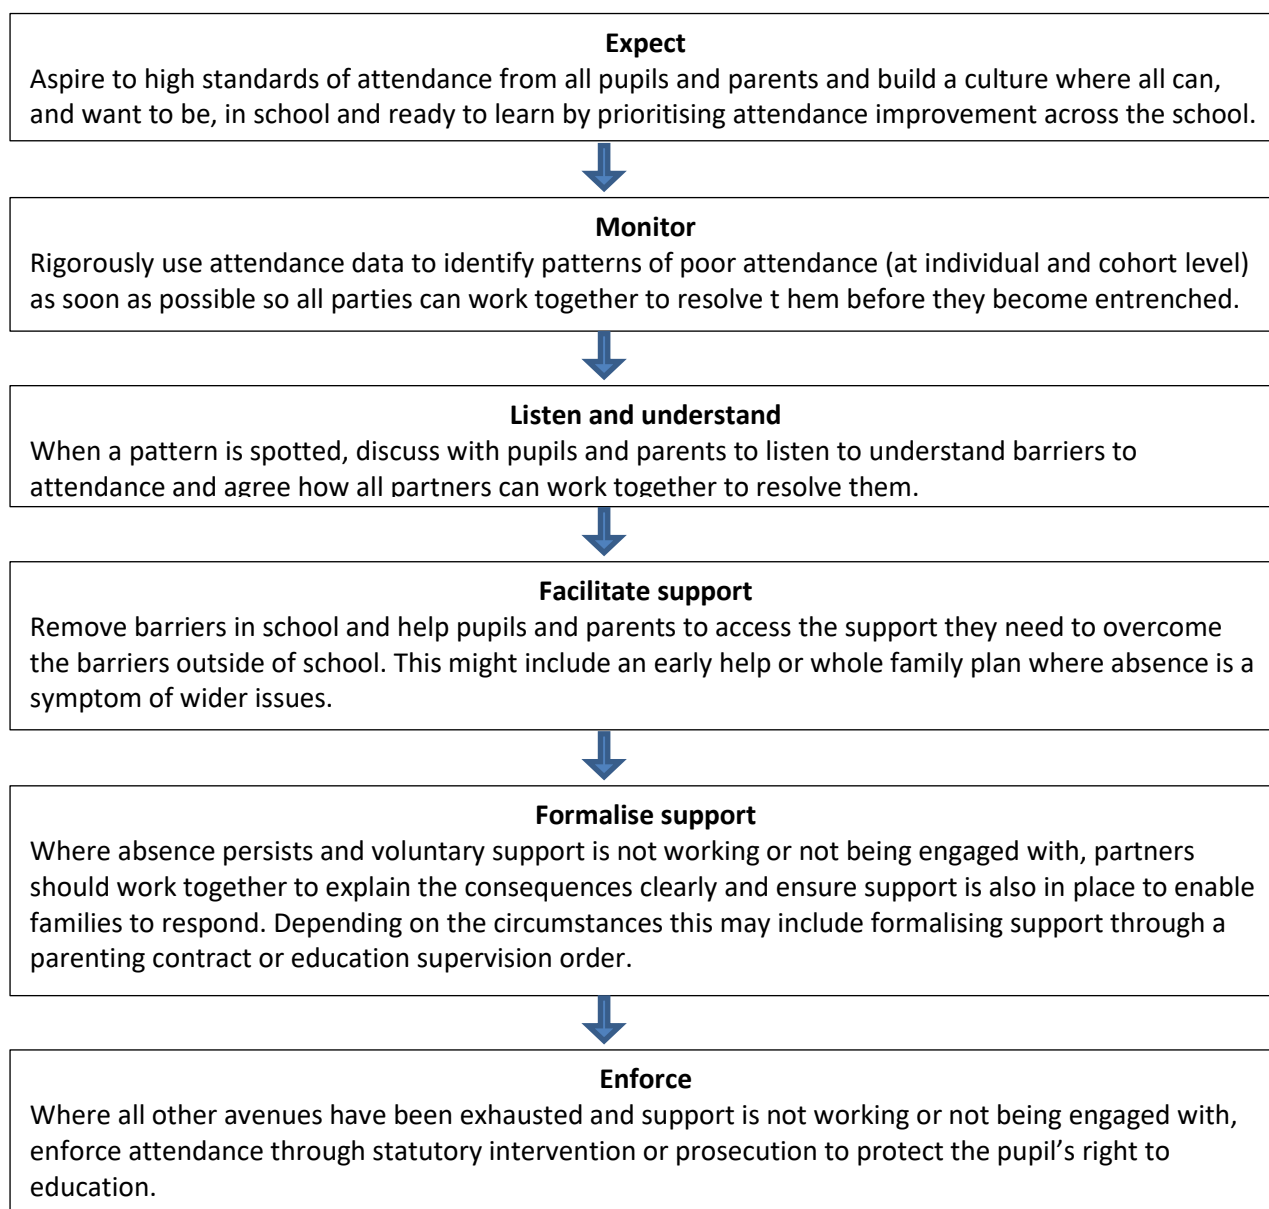 Expect
Aspire to high standards of attendance from all pupils and parents and build a culture where all can,
and want to be, in school and ready to learn by prioritising attendance improvement across the school.
Monitor
Rigorously use attendance data to identify patterns of poor attendance (at individual and cohort level)
as soon as possible so all parties can work together to resolve t hem before they become entrenched.
Listen and understand
When a pattern is spotted, discuss with pupils and parents to listen to understand barriers to
attendance and agree how all partners can work together to resolve them.
Facilitate support
Remove barriers in school and help pupils and parents to access the support they need to overcome
the barriers outside of school. This might include an early help or whole family plan where absence is a
symptom of wider issues.
Formalise support
Where absence persists and voluntary support is not working or not being engaged with, partners
should work together to explain the consequences clearly and ensure support is also in place to enable
families to respond. Depending on the circumstances this may include formalising support through a
parenting contract or education supervision order.
Enforce
Where all other avenues have been exhausted and support is not working or not being engaged with,
enforce attendance through statutory intervention or prosecution to protect the pupil’s right to
education.